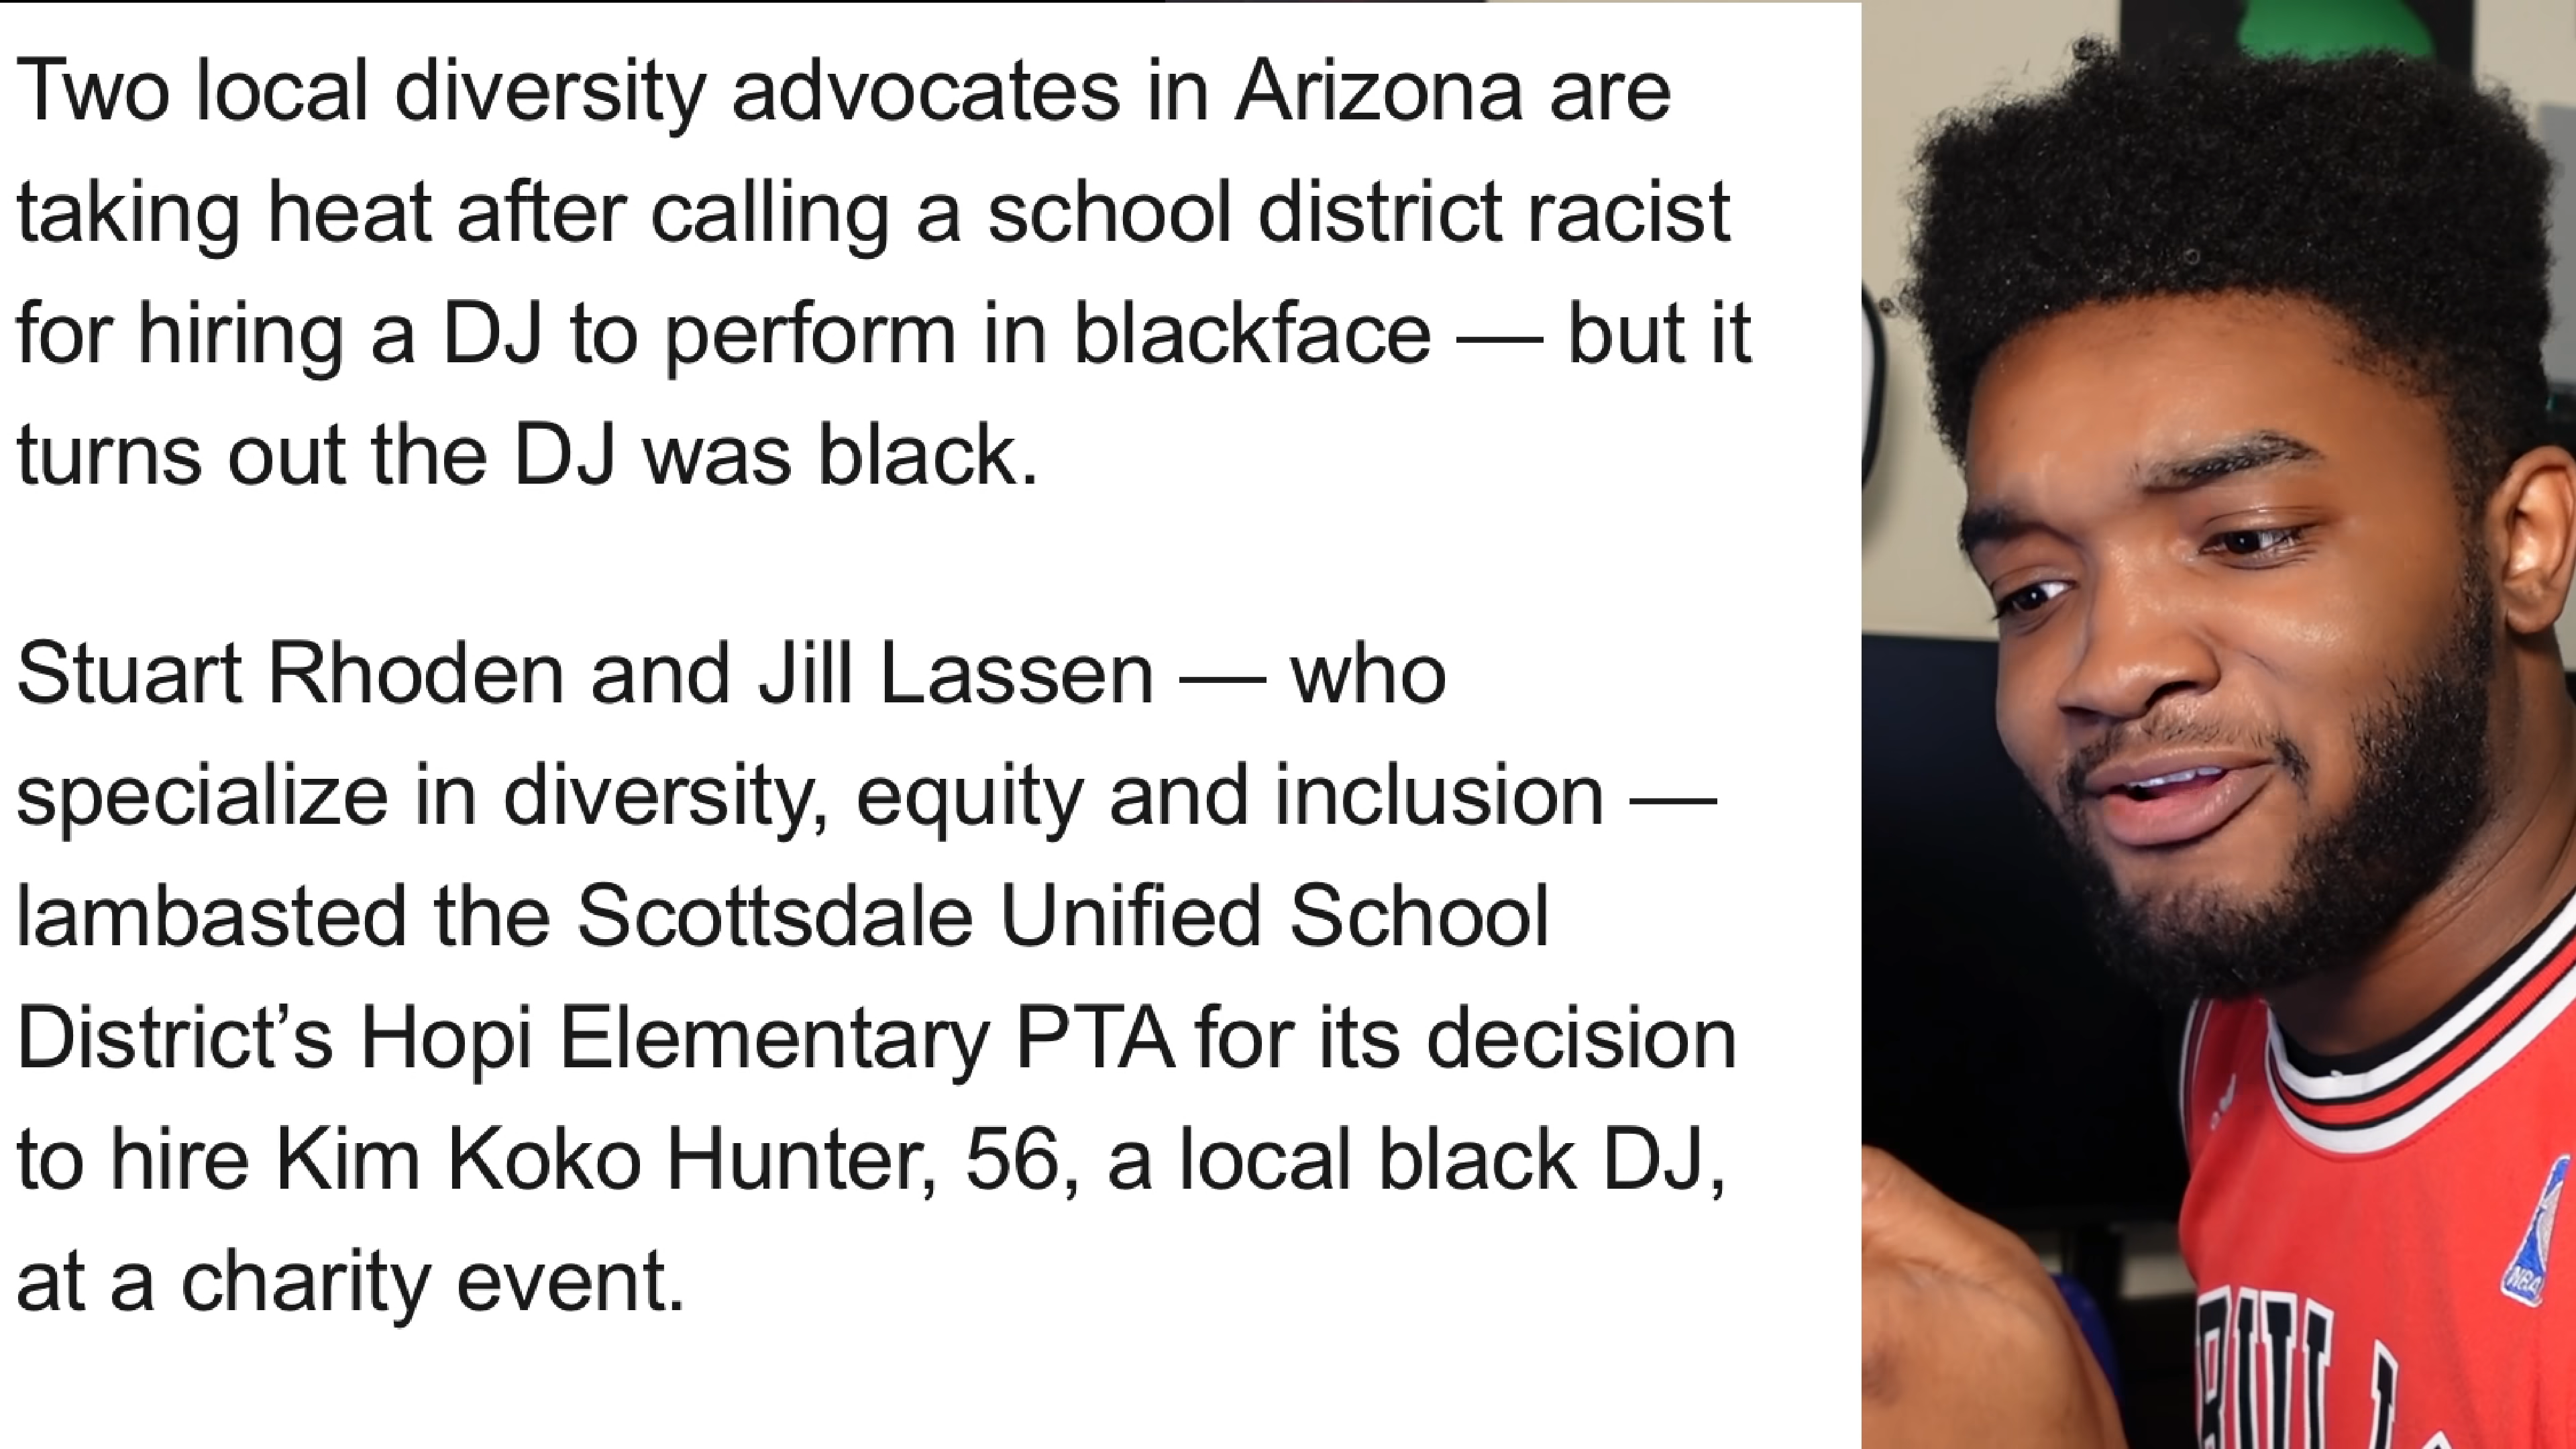 Two local diversity advocates in Arizona are
taking heat after calling a school district racist
for hiring a DJ to perform in blackface — but it
turns out the DJ was black.
Stuart Rhoden and Jill Lassen — who
specialize in diversity, equity and inclusion —
lambasted the Scottsdale Unified School
District’s Hopi Elementary PTA for its decision
to hire Kim Koko Hunter, 56, a local black DJ,
at a charity event.
NBA
BULL